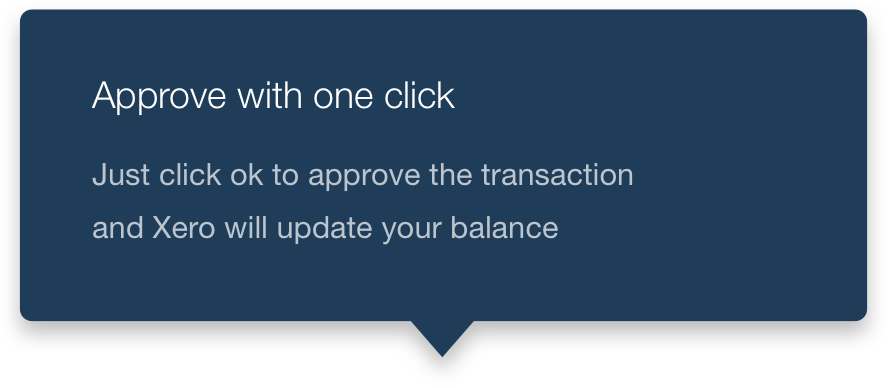 Approve with one click
Just click ok to approve the transaction
and Xero will update your balance